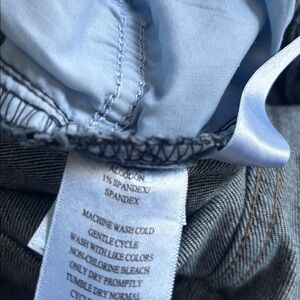 ALGODON
1% SPANDEX/
SPANDEX
MACHINE WASH COLD
GENTLE CYCLE
WASH WITH LIKE COLORS
NON-CHLORINE BLEACH
ONLY DRY PROMPTLY
TUMBLE DRY NORMAL